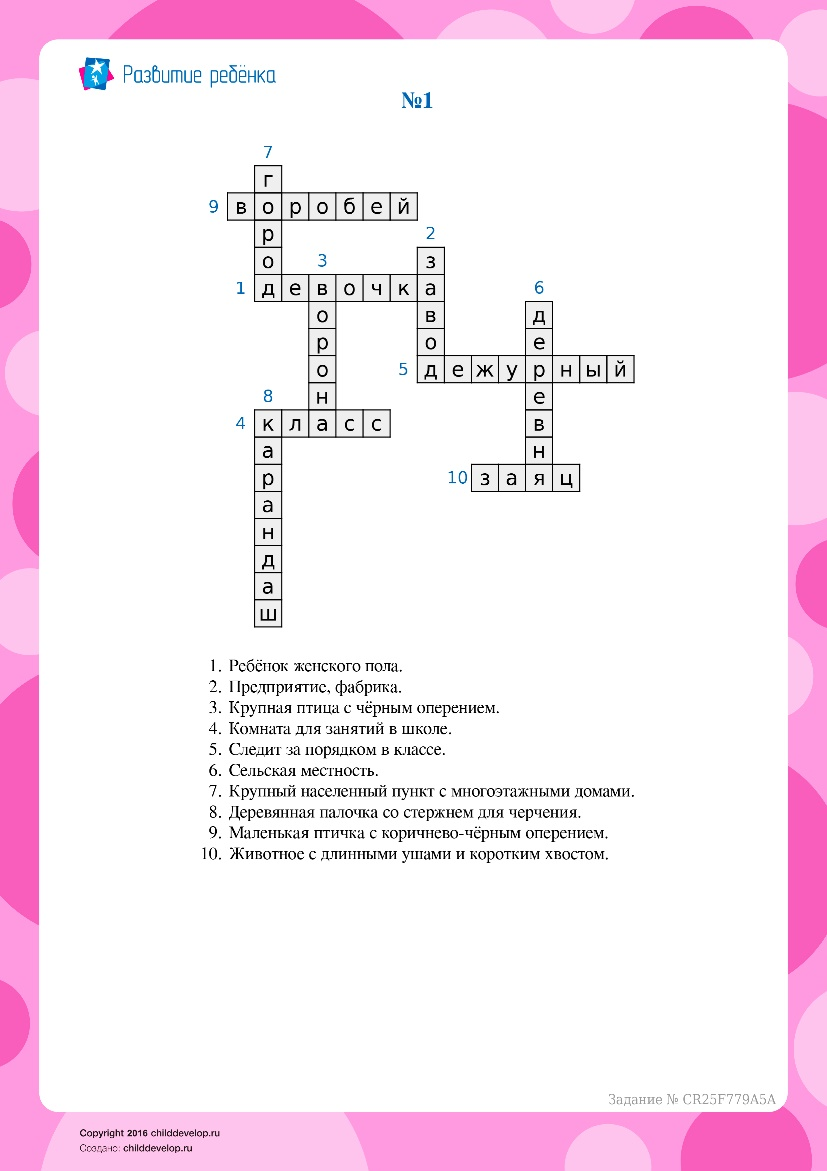 Развитие ребёнка
№1
7
г
9 воробей
р
2
о 3 з
1 девочка 6
о в д
р о е
о 5 дежурный
8 н е
4 класс в
а н
р 10 заяц
а
н
д
а
ш
1. Ребёнок женского пола.
2. Предприятие, фабрика.
3. Крупная птица с чёрным оперением.
4. Комната для занятий в школе.
5. Следит за порядком в классе.
6. Сельская местность.
7. Крупный населенный пункт с многоэтажными домами.
8. Деревянная палочка со стержнем для черчения.
9. Маленькая птичка с коричнево-чёрным оперением.
10. Животное с длинными ушами и коротким хвостом.
Задание № CR25F779A5A
Copyright 2016 childdevelop.ru
Создано: childdevelop.ru